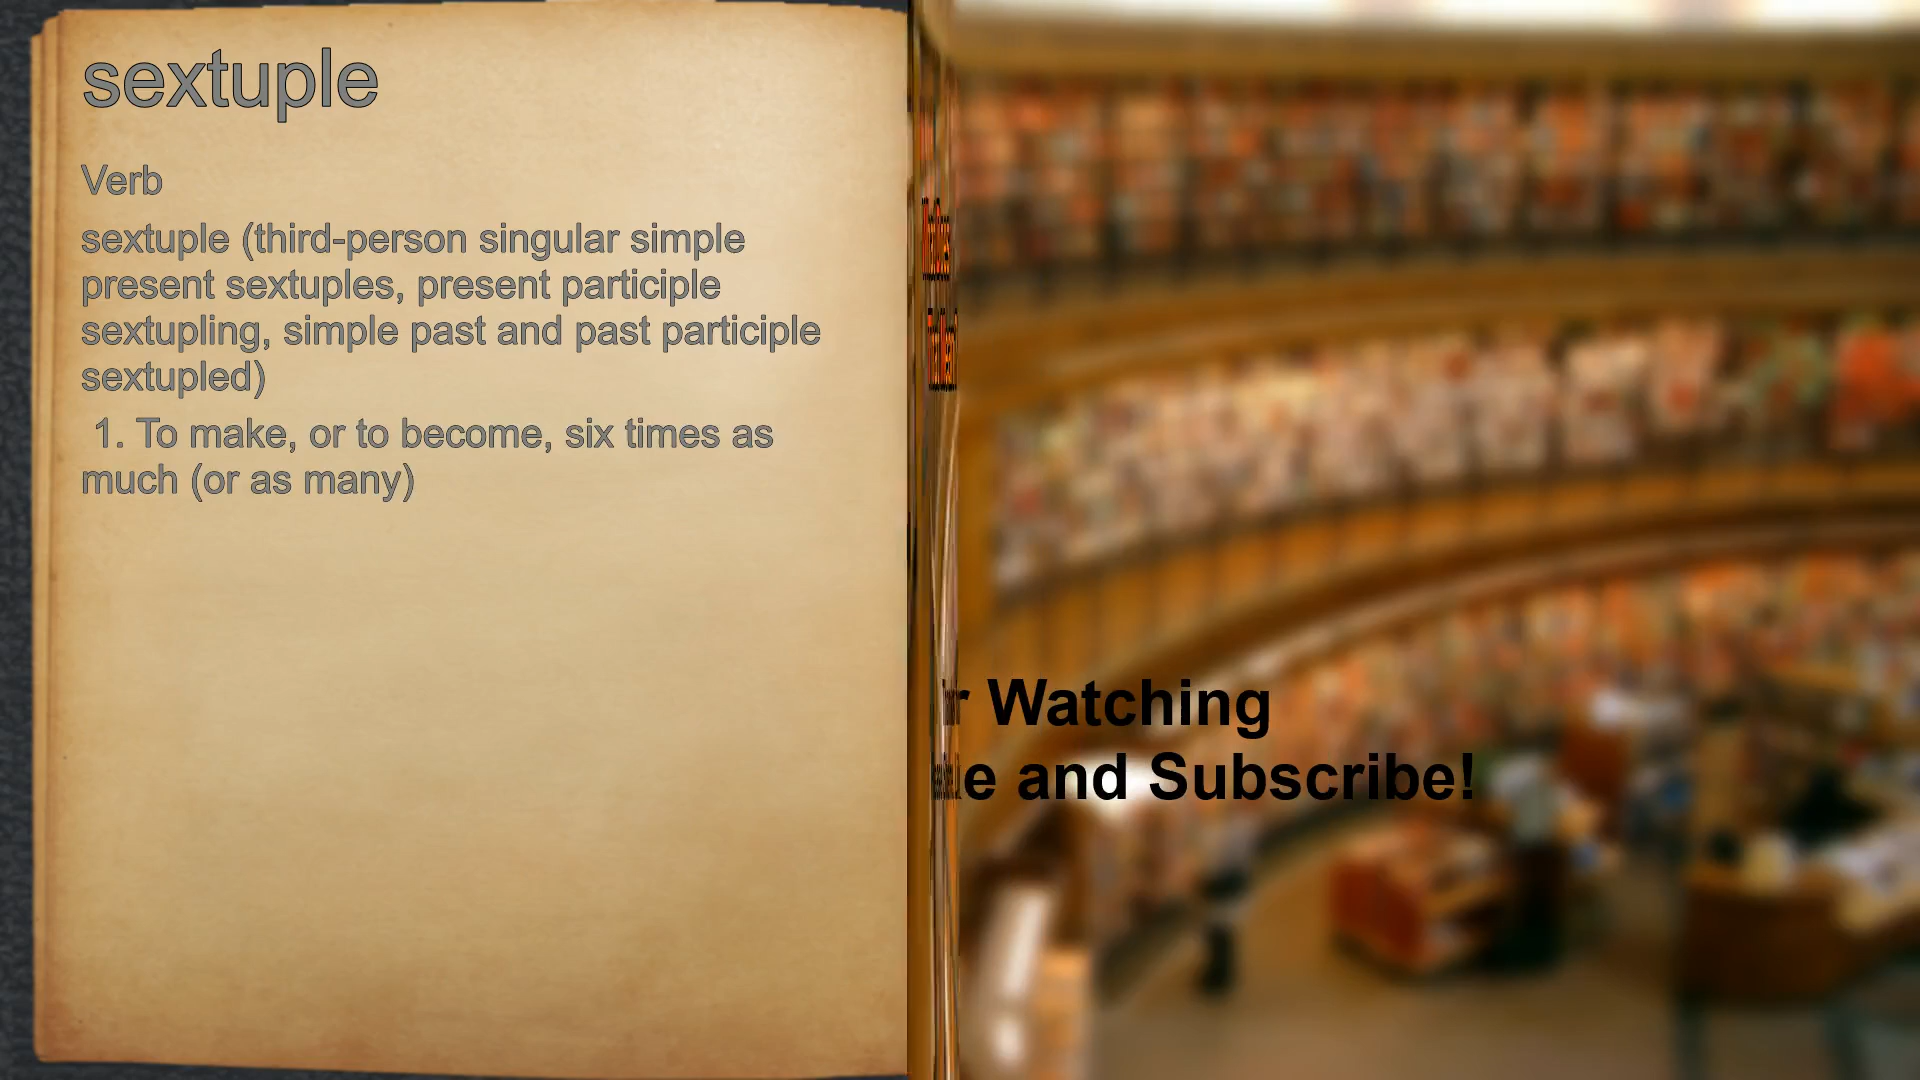 sextuple
Verb
sextuple (third-person singular simple
present sextuples, present participle
sextupling, simple past and past participle
sextupled)
1. To make, or to become, six times as
much (or as many)
Watching
and Subscribe!